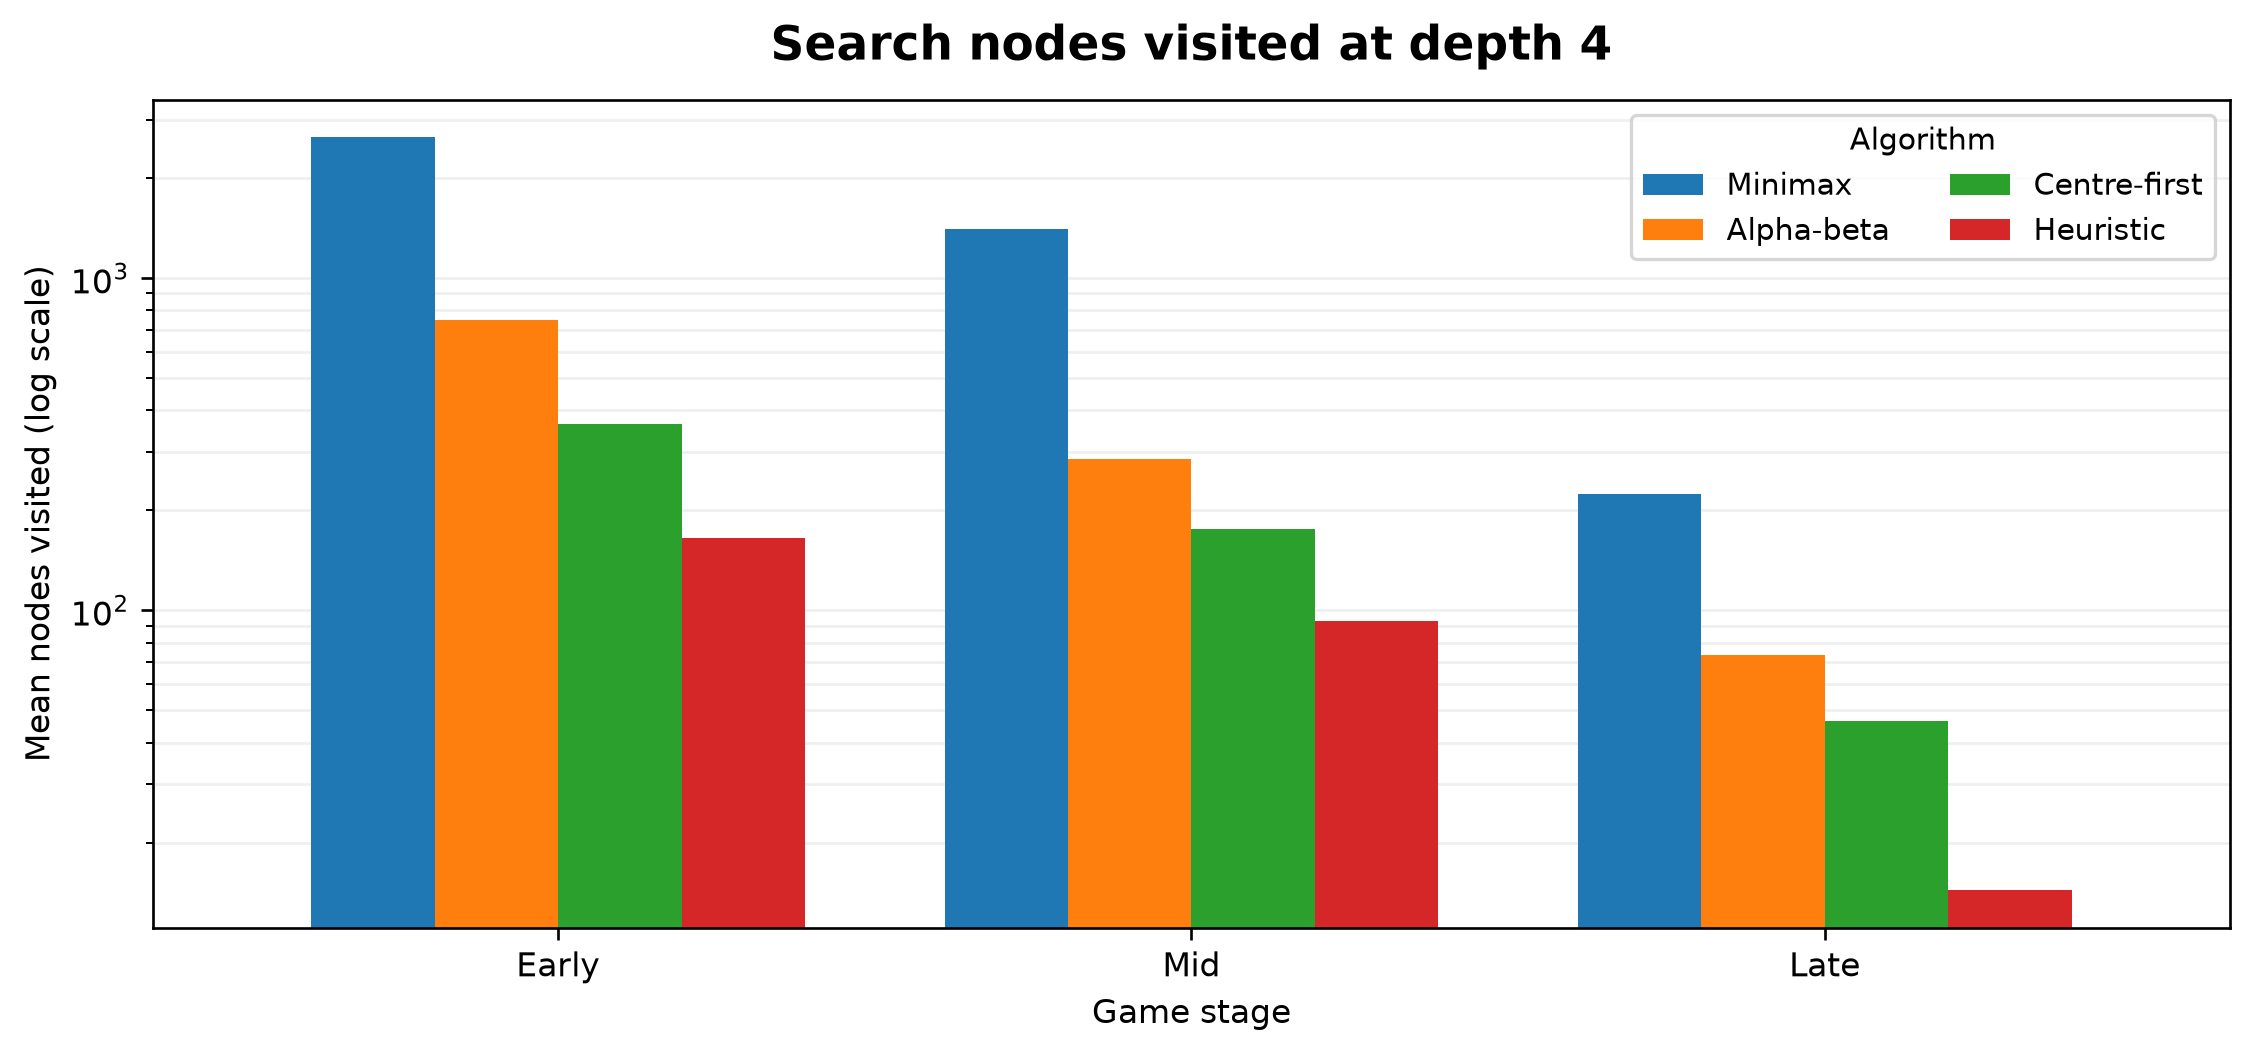 Search nodes visited at depth 4
Mean nodes visited (log scale)
10³
10²
Algorithm
Minimax
Alpha-beta
Centre-first
Heuristic
Early
Mid
Late
Game stage